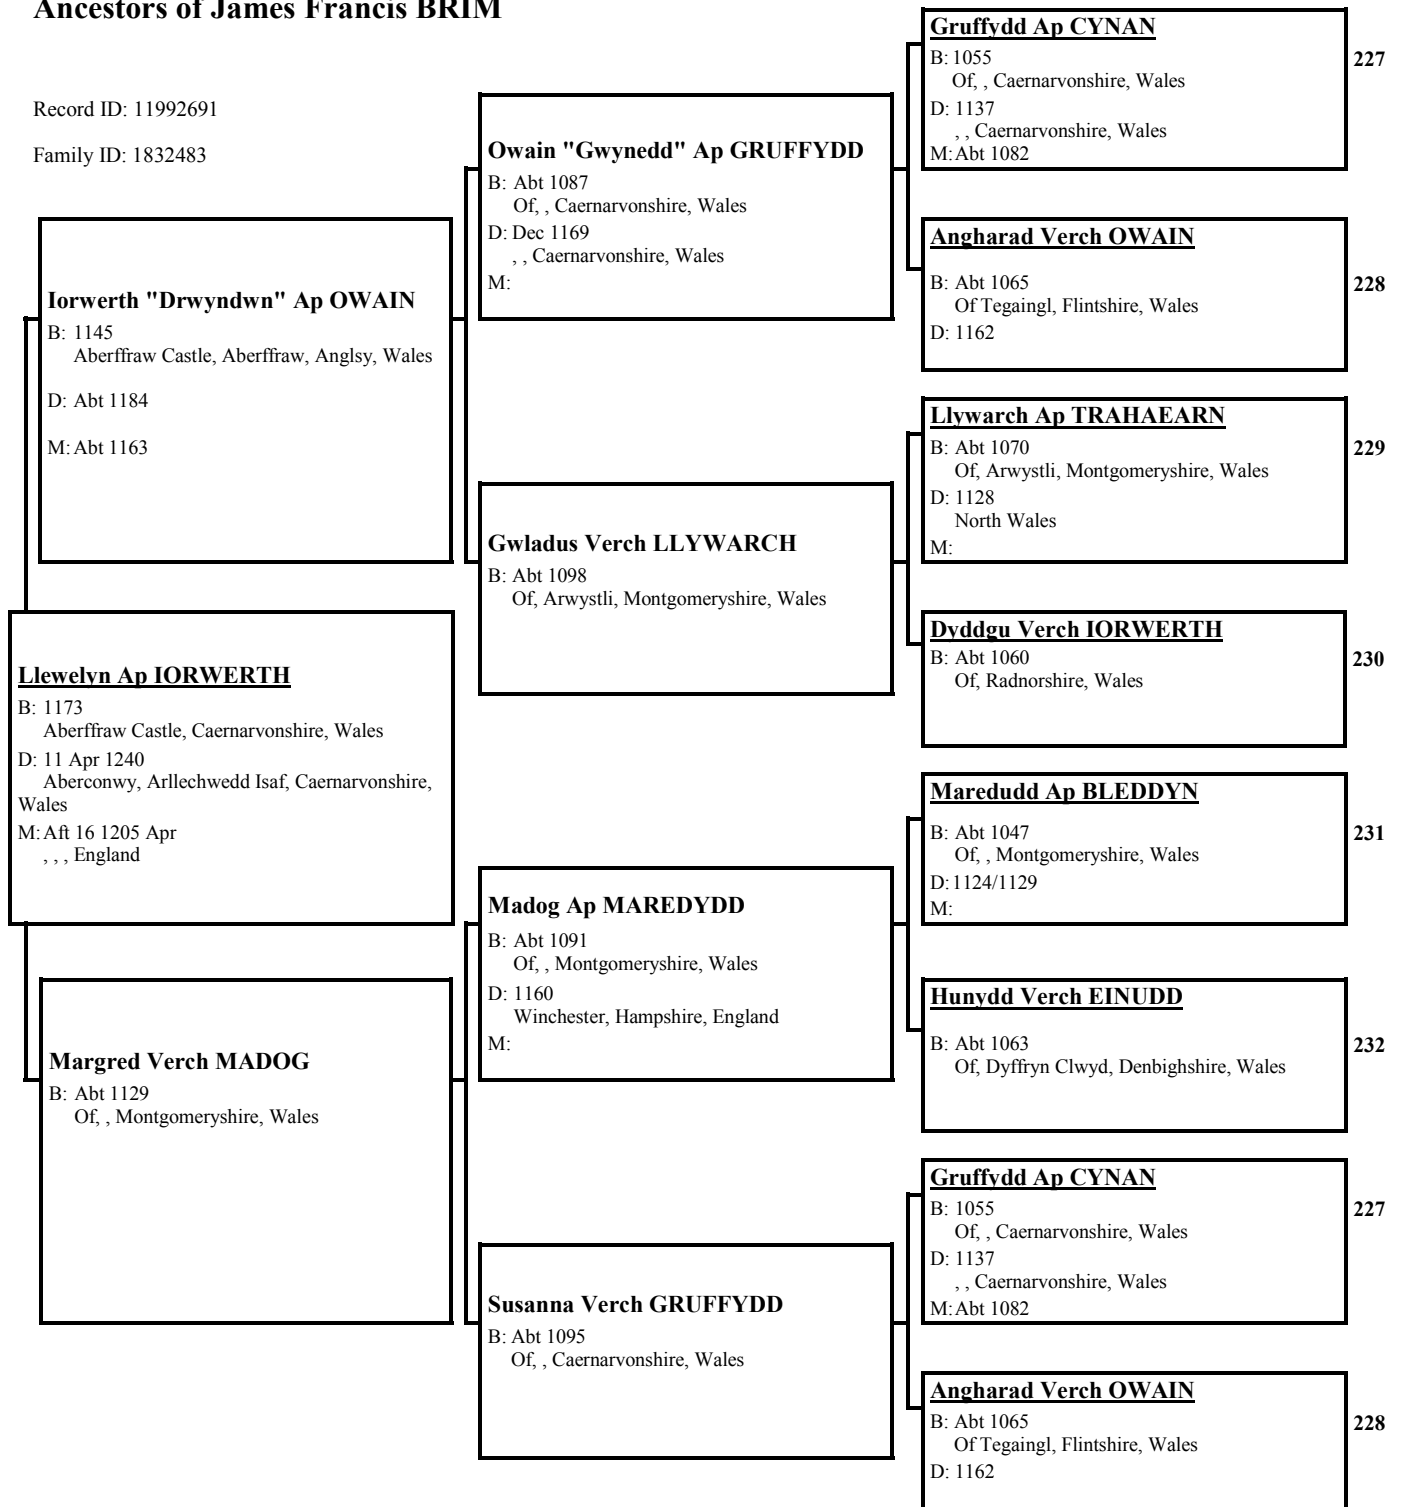 Ancestors of James Francis BRIM
Record ID: 11992691
Family ID: 1832483
Iorwerth "Drwyndwn" Ap OWAIN
B: 1145
Aberffraw Castle, Aberffraw, Anglsy, Wales
D: Abt 1184
M: Abt 1163
Llewelyn Ap IORWERTH
B: 1173
Aberffraw Castle, Caernarvonshire, Wales
D: 11 Apr 1240
Aberconwy, Arllechwedd Isaf, Caernarvonshire,
Wales
M: Aft 16 1205 Apr
, , , England
Margred Verch MADOG
B: Abt 1129
Of, , Montgomeryshire, Wales
Owain "Gwynedd" Ap GRUFFYDD
B: Abt 1087
Of, , Caernarvonshire, Wales
D: Dec 1169
, , Caernarvonshire, Wales
M:
Gwladus Verch LLYWARCH
B: Abt 1098
Of, Arwystli, Montgomeryshire, Wales
Madog Ap MAREDYDD
B: Abt 1091
Of, , Montgomeryshire, Wales
D: 1160
Winchester, Hampshire, England
M:
Susanna Verch GRUFFYDD
B: Abt 1095
Of, , Caernarvonshire, Wales
Gruffydd Ap CYNAN
B: 1055
Of, , Caernarvonshire, Wales
D: 1137
, , Caernarvonshire, Wales
M: Abt 1082
227
Angharad Verch OWAIN
B: Abt 1065
Of Tegaingl, Flintshire, Wales
D: 1162
228
Llywarch Ap TRAHAEARN
B: Abt 1070
Of, Arwystli, Montgomeryshire, Wales
D: 1128
North Wales
M:
229
Dyddgu Verch IORWERTH
B: Abt 1060
Of, Radnorshire, Wales
230
Maredudd Ap BLEDDYN
B: Abt 1047
Of, , Montgomeryshire, Wales
D: 1124/1129
M:
231
Hunydd Verch EINUDD
B: Abt 1063
Of, Dyffryn Clwyd, Denbighshire, Wales
232
Gruffydd Ap CYNAN
B: 1055
Of, , Caernarvonshire, Wales
D: 1137
, , Caernarvonshire, Wales
M: Abt 1082
227
Angharad Verch OWAIN
B: Abt 1065
Of Tegaingl, Flintshire, Wales
D: 1162
228